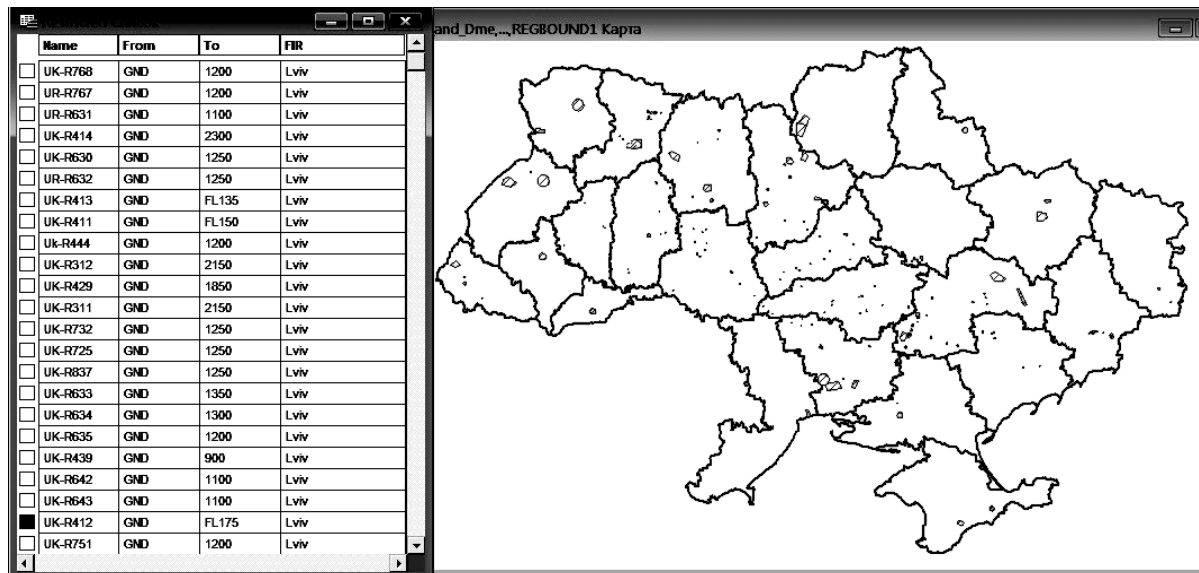 and_Dme,...,REGBOUND1 Карта
Name From To FIR
UK-R768 GND 1200 Lviv
UR-R767 GND 1200 Lviv
UR-R631 GND 1100 Lviv
UK-R414 GND 2300 Lviv
UK-R630 GND 1250 Lviv
UR-R632 GND 1250 Lviv
UK-R413 GND FL135 Lviv
UK-R411 GND FL150 Lviv
Uk-R444 GND 1200 Lviv
UK-R312 GND 2150 Lviv
UK-R429 GND 1850 Lviv
UK-R311 GND 2150 Lviv
UK-R732 GND 1250 Lviv
UK-R725 GND 1250 Lviv
UK-R837 GND 1250 Lviv
UK-R633 GND 1350 Lviv
UK-R634 GND 1300 Lviv
UK-R635 GND 1200 Lviv
UK-R439 GND 900 Lviv
UK-R642 GND 1100 Lviv
UK-R643 GND 1100 Lviv
UK-R412 GND FL175 Lviv
UK-R751 GND 1200 Lviv